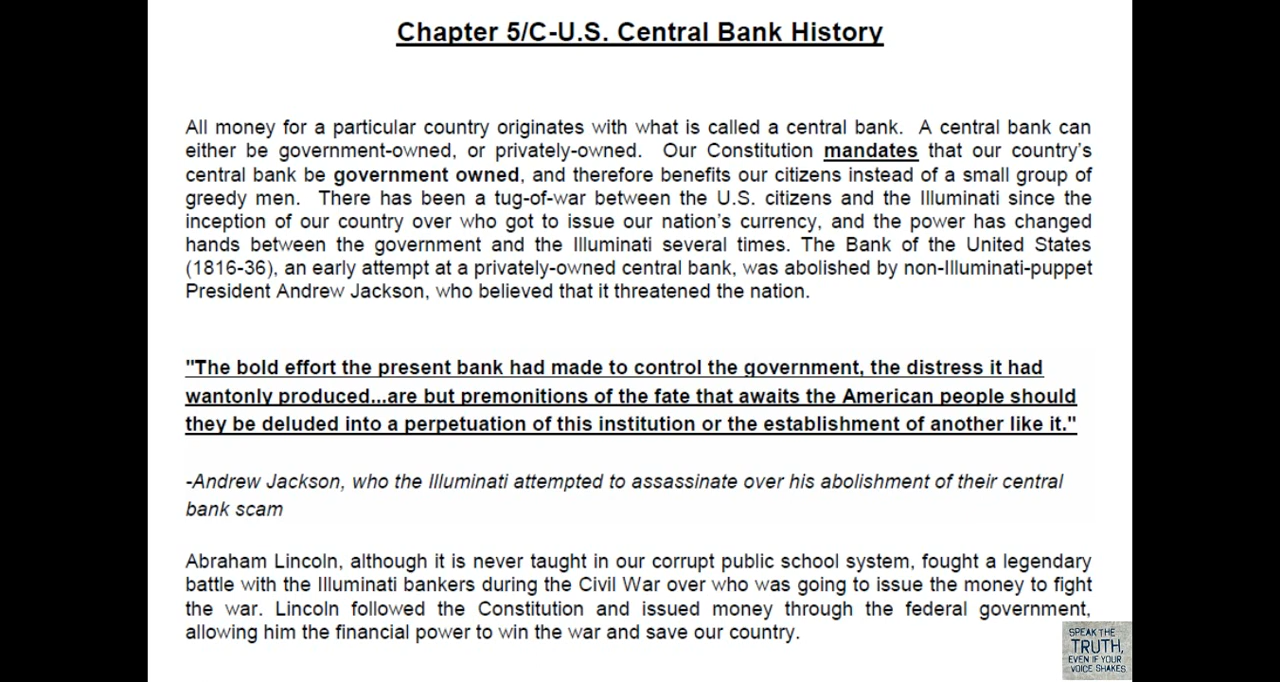 Chapter 5/C-U.S. Central Bank History
All money for a particular country originates with what is called a central bank.  A central bank can
either be government-owned, or privately-owned.  Our Constitution mandates that our country's
central bank be government owned, and therefore benefits our citizens instead of a small group of
greedy men.  There has been a tug-of-war between the U.S. citizens and the Illuminati since the
inception of our country over who got to issue our nation's currency, and the power has changed
hands between the government and the Illuminati several times. The Bank of the United States
(1816-36), an early attempt at a privately-owned central bank, was abolished by non-Illuminati-puppet
President Andrew Jackson, who believed that it threatened the nation.
"The bold effort the present bank had made to control the government, the distress it had
wantonly produced...are but premonitions of the fate that awaits the American people should
they be deluded into a perpetuation of this institution or the establishment of another like it."
-Andrew Jackson, who the Illuminati attempted to assassinate over his abolishment of their central
bank scam
Abraham Lincoln, although it is never taught in our corrupt public school system, fought a legendary
battle with the Illuminati bankers during the Civil War over who was going to issue the money to fight
the war. Lincoln followed the Constitution and issued money through the federal government,
allowing him the financial power to win the war and save our country.
SPEAK THE
TRUTH,
EVEN IF YOUR
VOICE SHAKES